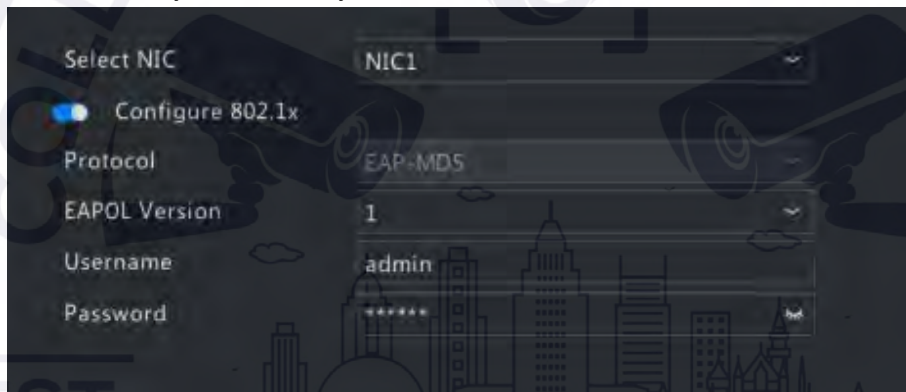 Select NIC NIC1
Configure 802.1x
Protocol EAP-MD5
EAPOL Version 1
Username admin
Password ******